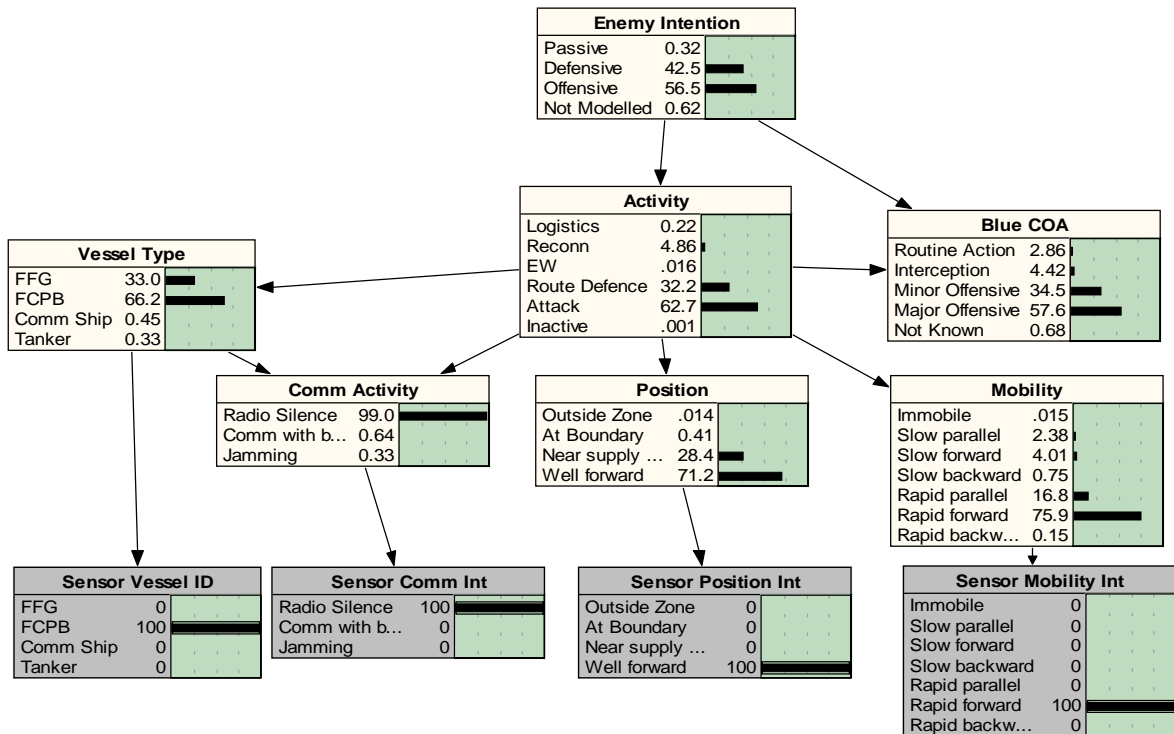 Enemy Intention
Passive 0.32
Defensive 42.5
Offensive 56.5
Not Modelled 0.62
Activity
Logistics 0.22
Reconn 4.86
EW .016
Route Defence 32.2
Attack 62.7
Inactive .001
Blue COA
Routine Action 2.86
Interception 4.42
Minor Offensive 34.5
Major Offensive 57.6
Not Known 0.68
Vessel Type
FFG 33.0
FCPB 66.2
Comm Ship 0.45
Tanker 0.33
Comm Activity
Radio Silence 99.0
Comm with b... 0.64
Jamming 0.33
Position
Outside Zone .014
At Boundary 0.41
Near supply ... 28.4
Well forward 71.2
Mobility
Immobile .015
Slow parallel 2.38
Slow forward 4.01
Slow backward 0.75
Rapid parallel 16.8
Rapid forward 75.9
Rapid backw... 0.15
Sensor Vessel ID
FFG 0
FCPB 100
Comm Ship 0
Tanker 0
Sensor Comm Int
Radio Silence 100
Comm with b... 0
Jamming 0
Sensor Position Int
Outside Zone 0
At Boundary 0
Near supply ... 0
Well forward 100
Sensor Mobility Int
Immobile 0
Slow parallel 0
Slow forward 0
Slow backward 0
Rapid parallel 0
Rapid forward 100
Rapid backw... 0